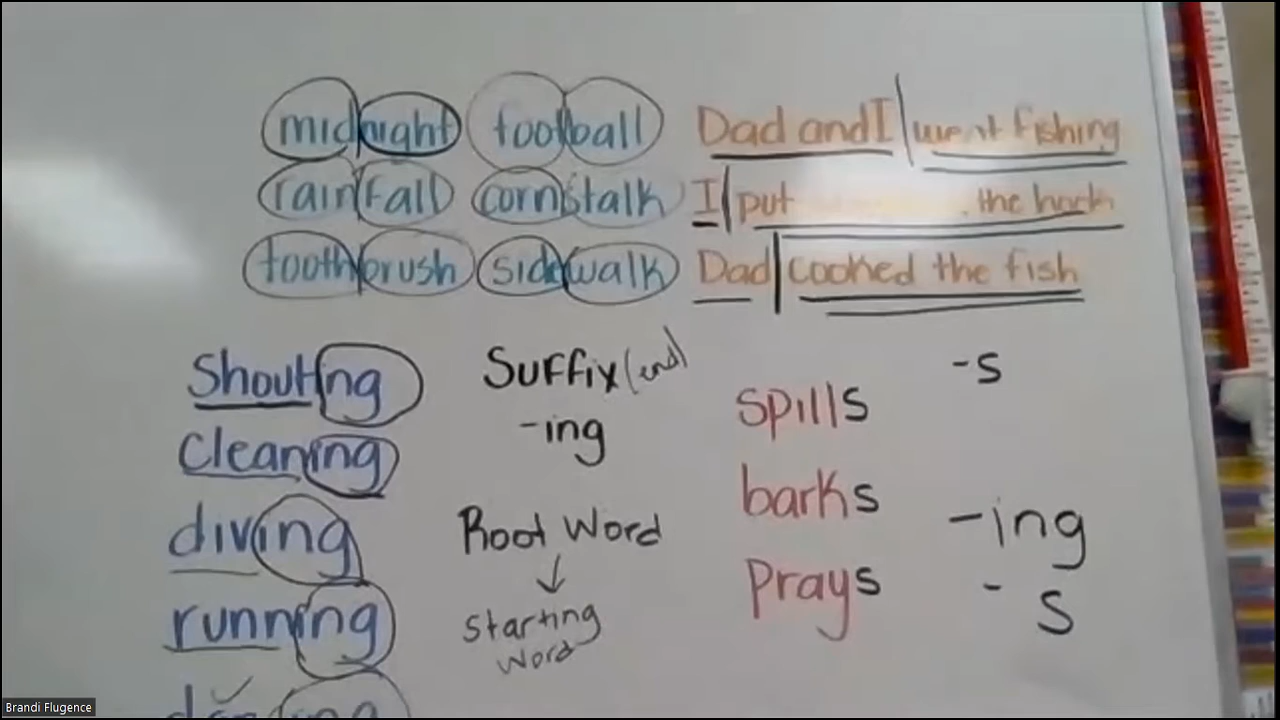 midnight football Dad and I went fishing
rainfall cornstalk I put the hook
toothbrush sidewalk Dad cooked the fish
Shouting Suffix (end) -s
Cleaning -ing spills
diving Root Word barks -ing
running starting prays - s
word
Brandi Flugence